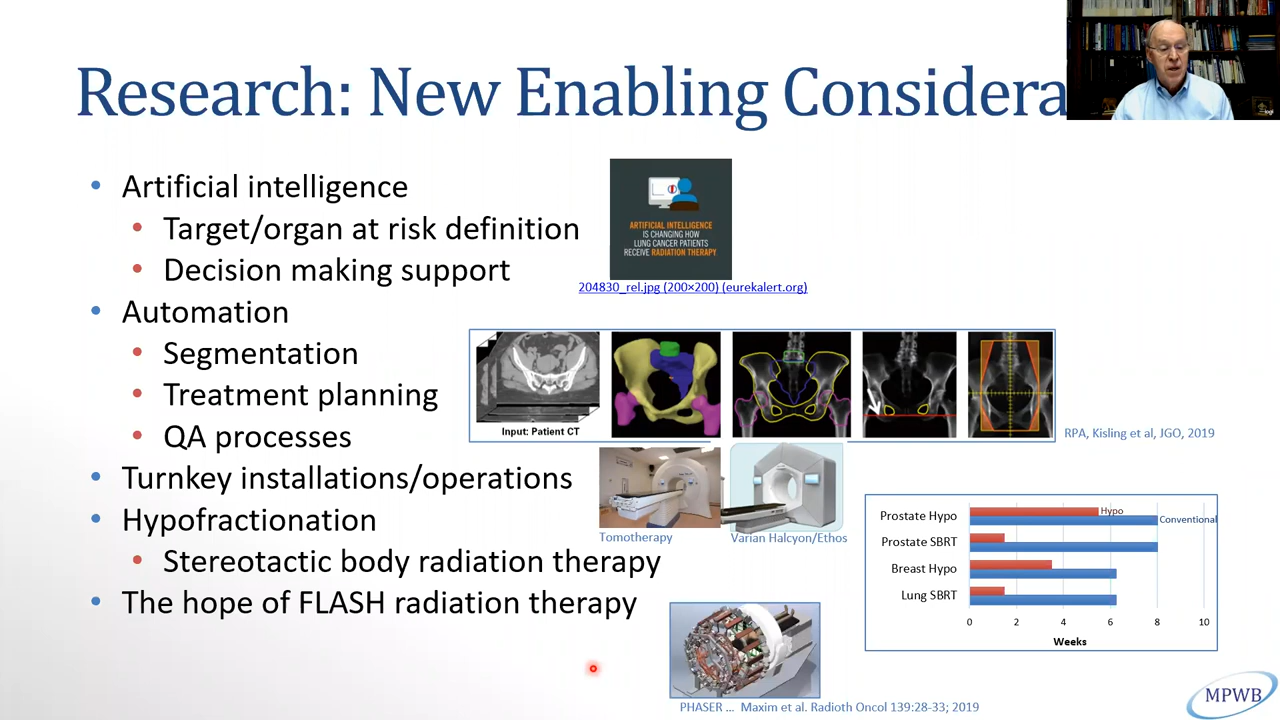 Research: New Enabling Considera
Artificial intelligence
Target/organ at risk definition
Decision making support
Automation
Segmentation
Treatment planning
QA processes
Turnkey installations/operations
Hypofractionation
Stereotactic body radiation therapy
The hope of FLASH radiation therapy
ARTIFICIAL INTELLIGENCE
IS CHANGING HOW
LUNG CANCER PATIENTS
RECEIVE RADIATION THERAPY
204830_rel.jpg (200×200) (eurekalert.org)
Input: Patient CT
RPA, Kisling et al, JGO, 2019
Tomotherapy
Varian Halcyon/Ethos
Prostate Hypo
Hypo
Conventional
Prostate SBRT
Breast Hypo
Lung SBRT
0 2 4 6 8 10
Weeks
PHASER ... Maxim et al. Radioth Oncol 139:28-33; 2019
MPWB